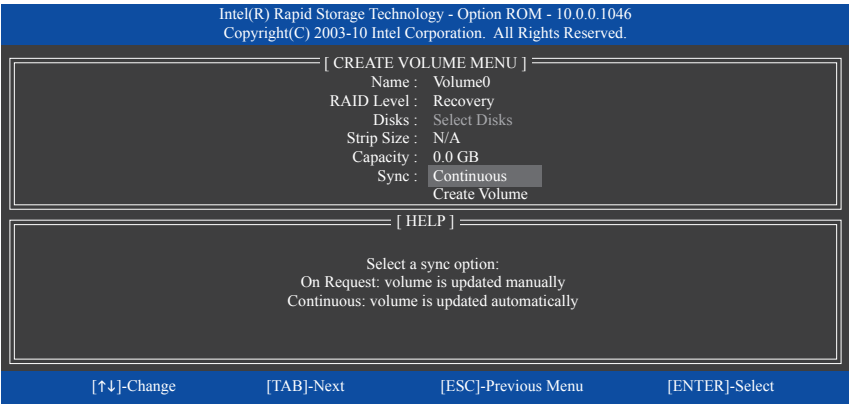 Intel(R) Rapid Storage Technology - Option ROM - 10.0.0.1046
Copyright(C) 2003-10 Intel Corporation. All Rights Reserved.
[ CREATE VOLUME MENU ]
Name : Volume0
RAID Level : Recovery
Disks : Select Disks
Strip Size : N/A
Capacity : 0.0 GB
Sync : Continuous
Create Volume
[ HELP ]
Select a sync option:
On Request: volume is updated manually
Continuous: volume is updated automatically
[↑↓]-Change [TAB]-Next [ESC]-Previous Menu [ENTER]-Select